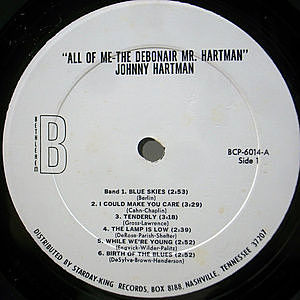 "ALL OF ME-THE DEBONAIR MR. HARTMAN"
JOHNNY HARTMAN
BETHLEHEM
B
BCP-6014-A
Side 1
Band 1. BLUE SKIES (2:53)
(Berlin)
2. I COULD MAKE YOU CARE (3:29)
(Cahn-Chaplin)
3. TENDERLY (3:18)
(Gross-Lawrence)
4. THE LAMP IS LOW (2:39)
(DeRose-Parish-Shefter)
5. WHILE WE'RE YOUNG (2:52)
(Engvick-Wilder-Palitz)
6. BIRTH OF THE BLUES (2:52)
(DeSylva-Brown-Henderson)
DISTRIBUTED BY STARDAY-KING RECORDS, BOX 8188, NASHVILLE, TENNESSEE 37207